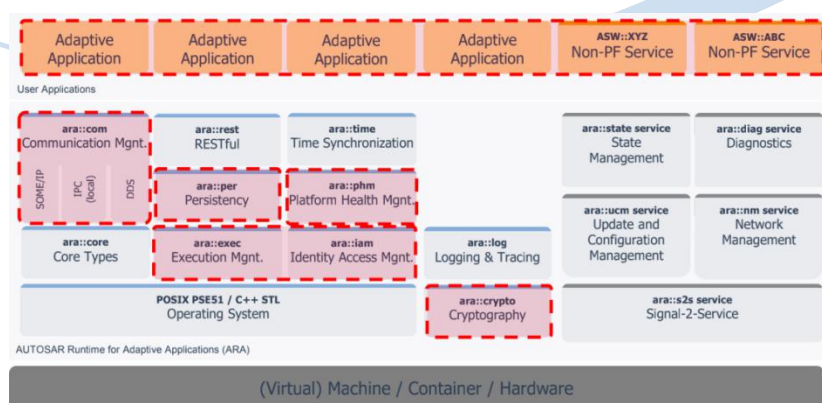 Adaptive
Application
Adaptive
Application
Adaptive
Application
Adaptive
Application
ASW::XYZ
Non-PF Service
ASW::ABC
Non-PF Service
User Applications
ara::com
Communication Mgnt.
SOME/IP
IPC
(local)
DDS
ara::rest
RESTful
ara::time
Time Synchronization
ara::state service
State
Management
ara::diag service
Diagnostics
ara::per
Persistency
ara::phm
Platform Health Mgnt.
ara::core
Core Types
ara::exec
Execution Mgnt.
ara::iam
Identity Access Mgnt.
ara::log
Logging & Tracing
ara::ucm service
Update and
Configuration
Management
ara::nm service
Network
Management
POSIX PSE51 / C++ STL
Operating System
ara::crypto
Cryptography
ara::s2s service
Signal-2-Service
AUTOSAR Runtime for Adaptive Applications (ARA)
(Virtual) Machine / Container / Hardware